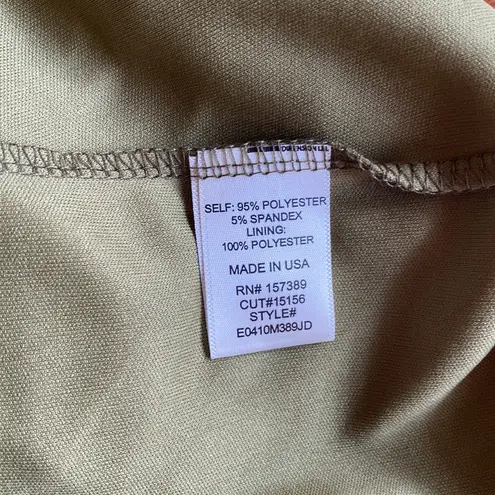 SELF: 95% POLYESTER
5% SPANDEX
LINING:
100% POLYESTER
MADE IN USA
RN# 157389
CUT#15156
STYLE#
E0410M389JD